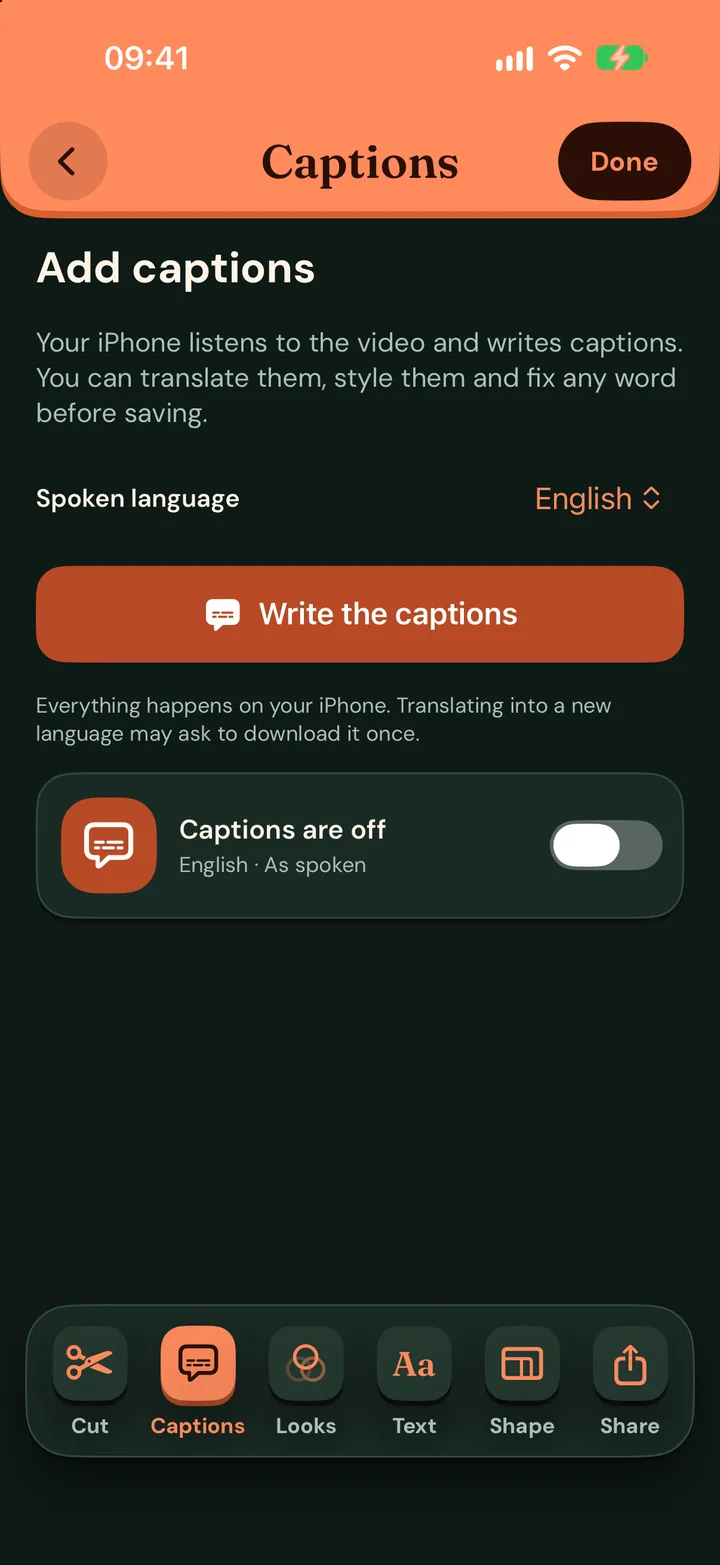 09:41
Captions
Done
Add captions
Your iPhone listens to the video and writes captions.
You can translate them, style them and fix any word
before saving.
Spoken language
English
Write the captions
Everything happens on your iPhone. Translating into a new
language may ask to download it once.
Captions are off
English · As spoken
Aa
Cut
Captions
Looks
Text
Shape
Share